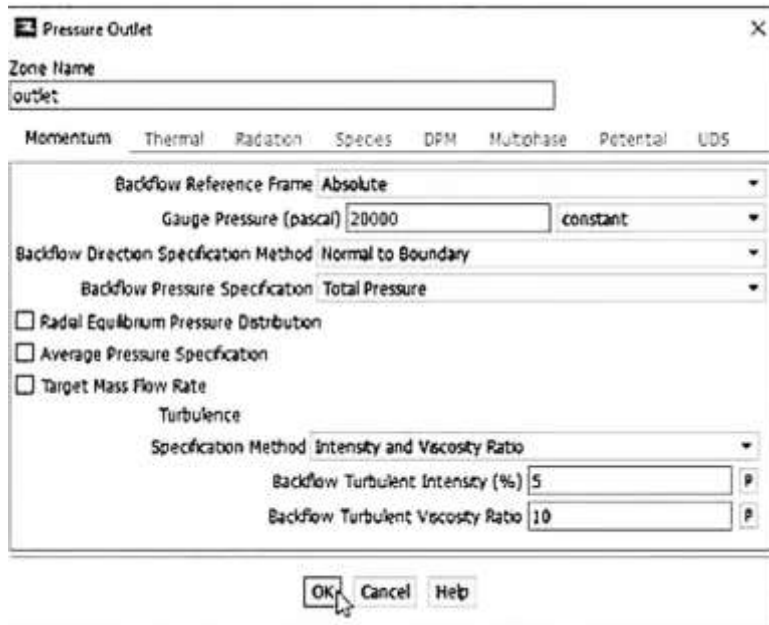 Pressure Outlet
Zone Name
outlet
Momentum Thermal Radiation Species DPM Multiphase Potential UDS
Backflow Reference Frame Absolute
Gauge Pressure (pascal) 20000 constant
Backflow Direction Specification Method Normal to Boundary
Backflow Pressure Specification Total Pressure
Radial Equilibrium Pressure Distribution
Average Pressure Specification
Target Mass Flow Rate
Turbulence
Specification Method Intensity and Viscosity Ratio
Backflow Turbulent Intensity (%) 5 P
Backflow Turbulent Viscosity Ratio 10 P
OK Cancel Help